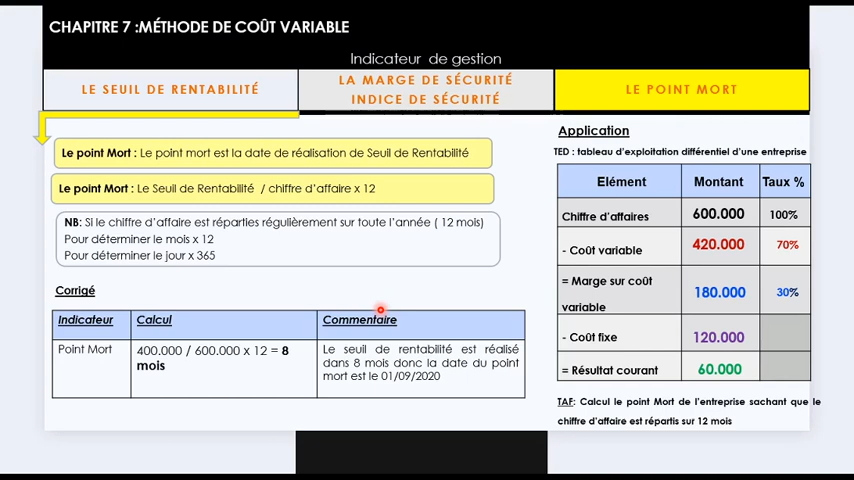 CHAPITRE 7 :MÉTHODE DE COÛT VARIABLE
Indicateur de gestion
LE SEUIL DE RENTABILITÉ
LA MARGE DE SÉCURITÉ
INDICE DE SÉCURITÉ
LE POINT MORT
Le point Mort : Le point mort est la date de réalisation de Seuil de Rentabilité
Le point Mort : Le Seuil de Rentabilité / chiffre d'affaire x 12
NB: Si le chiffre d'affaire est réparties régulièrement sur toute l'année ( 12 mois)
Pour déterminer le mois x 12
Pour déterminer le jour x 365
Corrigé
Indicateur Calcul Commentaire
Point Mort 400.000 / 600.000 x 12 = 8 mois
Le seuil de rentabilité est réalisé
dans 8 mois donc la date du point
mort est le 01/09/2020
Application
TED : tableau d'exploitation différentiel d'une entreprise
Elément Montant Taux %
Chiffre d'affaires 600.000 100%
- Coût variable 420.000 70%
= Marge sur coût variable 180.000 30%
- Coût fixe 120.000
= Résultat courant 60.000
TAF: Calcul le point Mort de l'entreprise sachant que le
chiffre d'affaire est répartis sur 12 mois